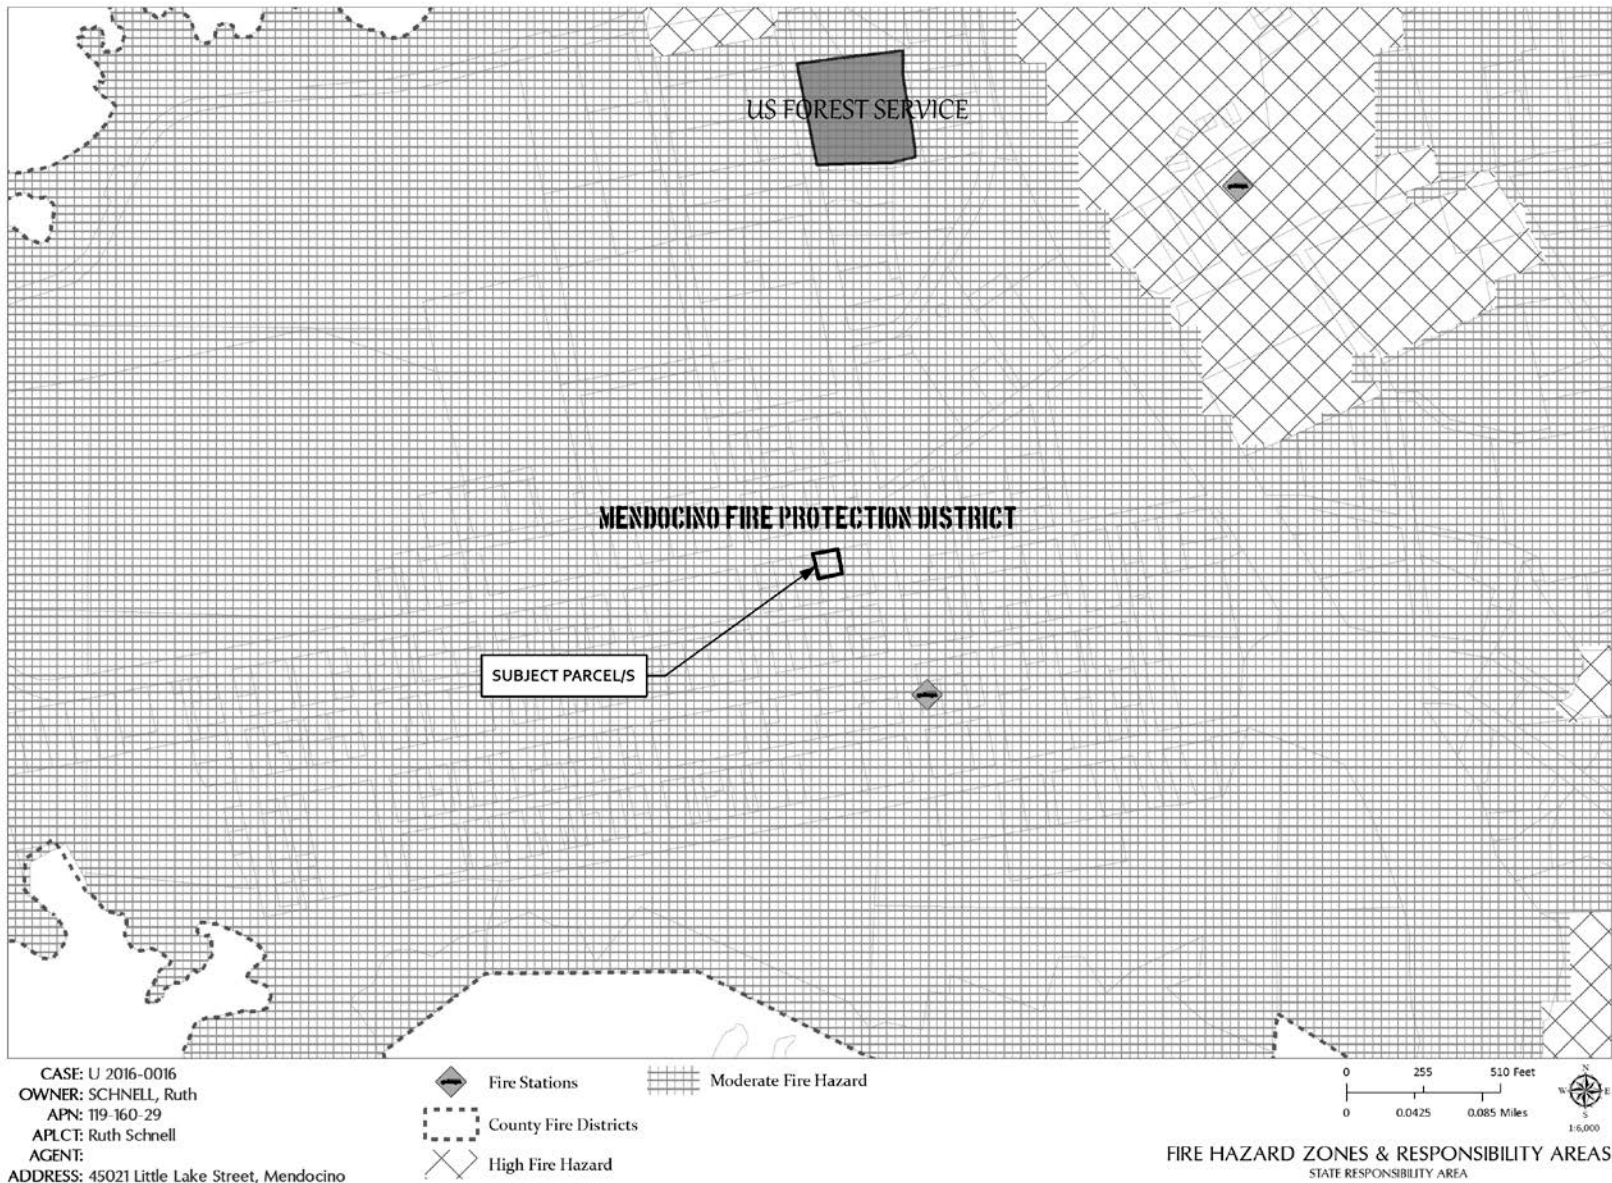 US FOREST SERVICE
MENDOCINO FIRE PROTECTION DISTRICT
SUBJECT PARCEL/S
CASE: U 2016-0016
OWNER: SCHNELL, Ruth
APN: 119-160-29
APLCT: Ruth Schnell
AGENT:
ADDRESS: 45021 Little Lake Street, Mendocino
Fire Stations
County Fire Districts
High Fire Hazard
Moderate Fire Hazard
0 255 510 Feet
0 0.0425 0.085 Miles
N
W E
S
1:6,000
FIRE HAZARD ZONES & RESPONSIBILITY AREAS
STATE RESPONSIBILITY AREA